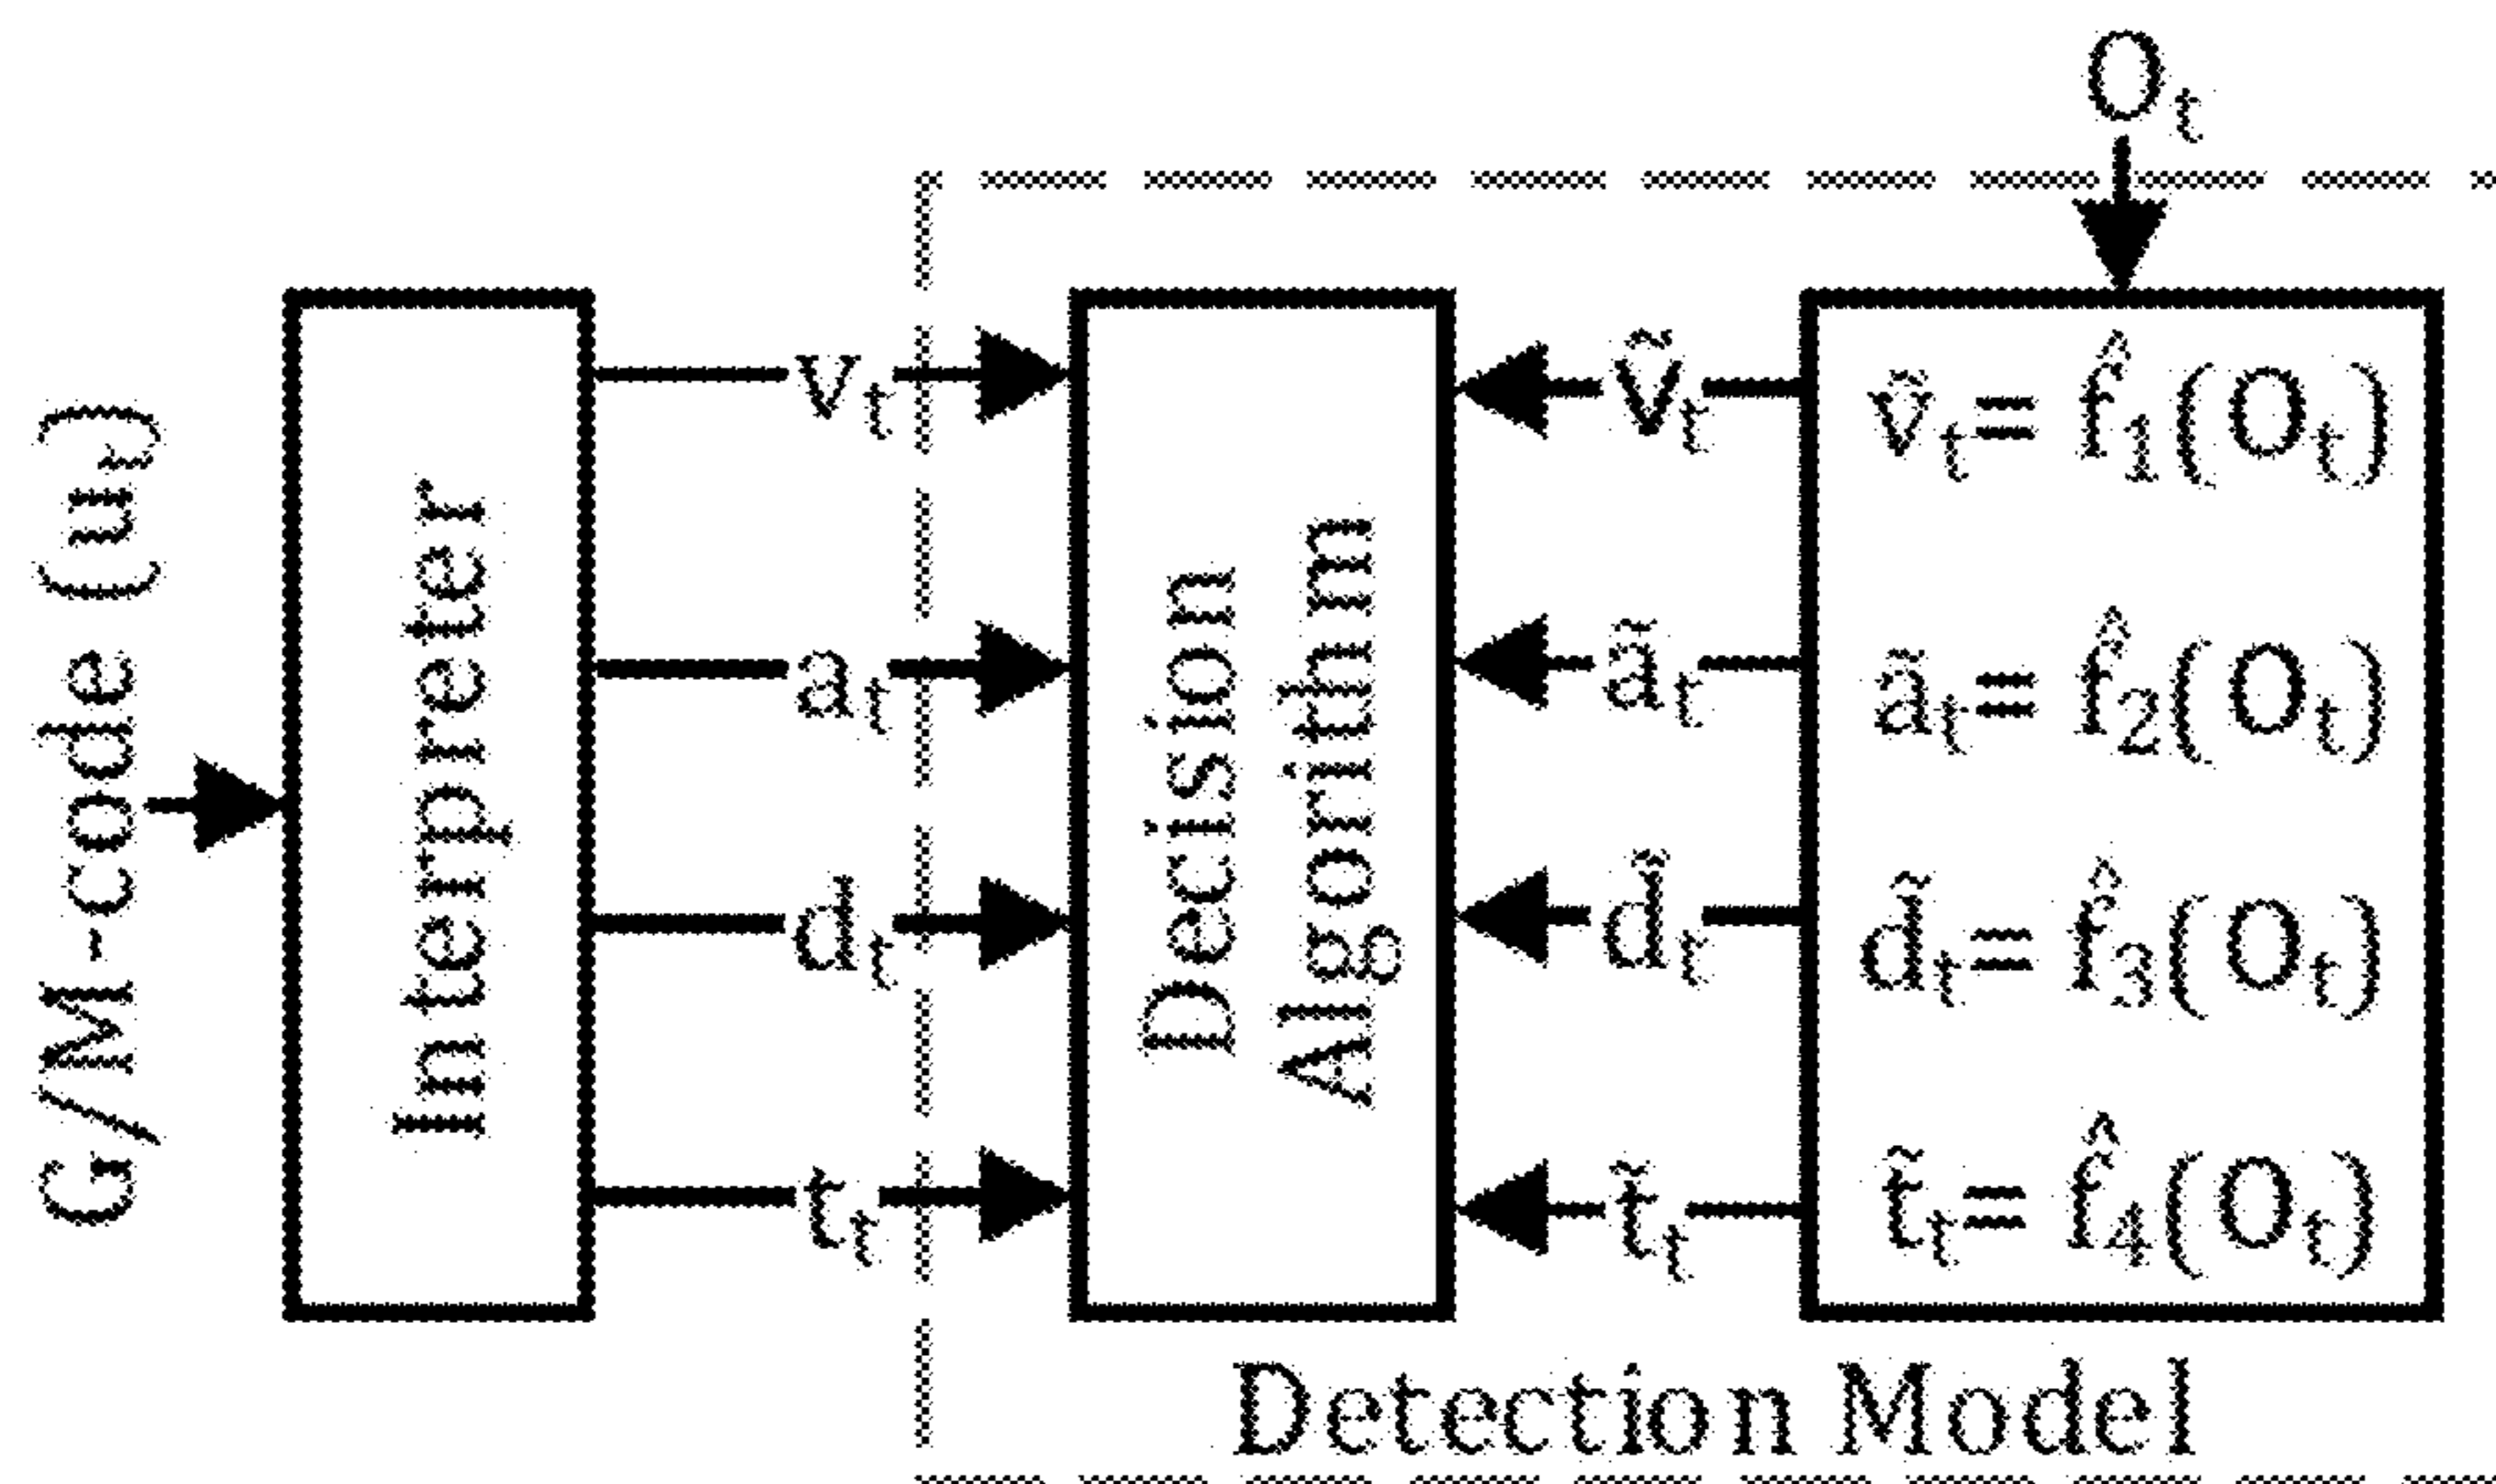 G/M-code (uₜ)
Interpreter
vₜ
aₜ
dₜ
tₜ
Decision
Algorithm
ṽₜ
ãₜ
d̃ₜ
t̃ₜ
Oₜ
ṽₜ= f̂₁(Oₜ)
ãₜ= f̂₂(Oₜ)
d̃ₜ= f̂₃(Oₜ)
t̃ₜ= f̂₄(Oₜ)
Detection Model